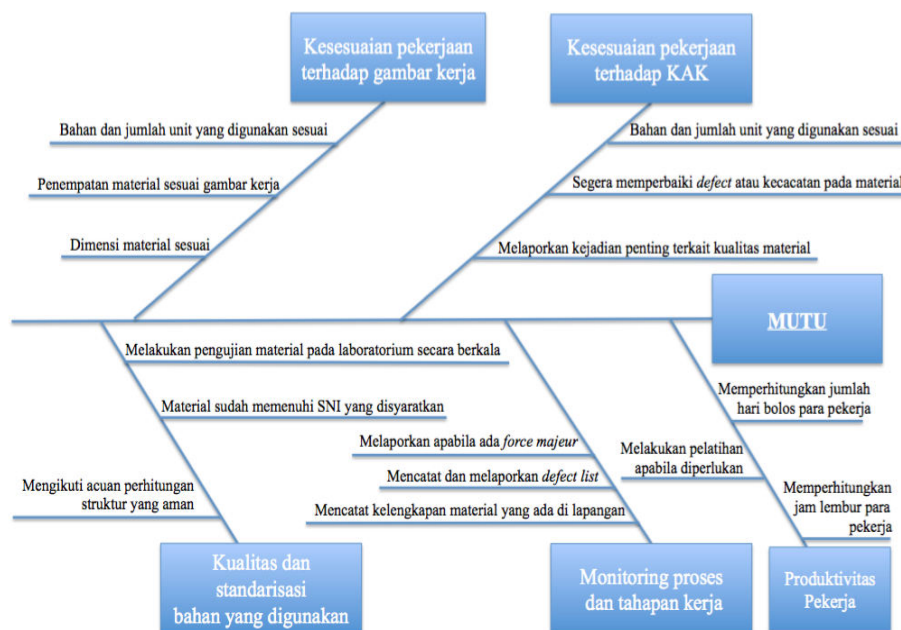 Kesesuaian pekerjaan
terhadap gambar kerja
Kesesuaian pekerjaan
terhadap KAK
Bahan dan jumlah unit yang digunakan sesuai
Penempatan material sesuai gambar kerja
Dimensi material sesuai
Bahan dan jumlah unit yang digunakan sesuai
Segera memperbaiki defect atau kecacatan pada material
Melaporkan kejadian penting terkait kualitas material
MUTU
Melakukan pengujian material pada laboratorium secara berkala
Material sudah memenuhi SNI yang disyaratkan
Mengikuti acuan perhitungan
struktur yang aman
Melaporkan apabila ada force majeur
Mencatat dan melaporkan defect list
Mencatat kelengkapan material yang ada di lapangan
Memperhitungkan jumlah
hari bolos para pekerja
Melakukan pelatihan
apabila diperlukan
Memperhitungkan
jam lembur para
pekerja
Kualitas dan
standarisasi
bahan yang digunakan
Monitoring proses
dan tahapan kerja
Produktivitas
Pekerja